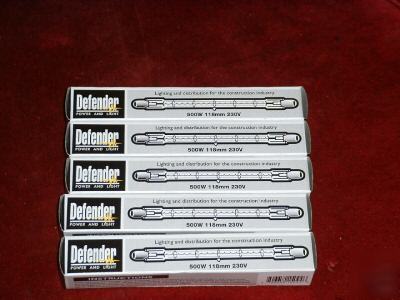 Defender
POWER AND LIGHT
Lighting and distribution for the construction industry
500W 118mm 230V
Defender
POWER AND LIGHT
Lighting and distribution for the construction industry
500W 118mm 230V
Defender
POWER AND LIGHT
Lighting and distribution for the construction industry
500W 118mm 230V
Defender
POWER AND LIGHT
Lighting and distribution for the construction industry
500W 118mm 230V
Defender
POWER AND LIGHT
Lighting and distribution for the construction industry
500W 118mm 230V
INSTRUCTIONS